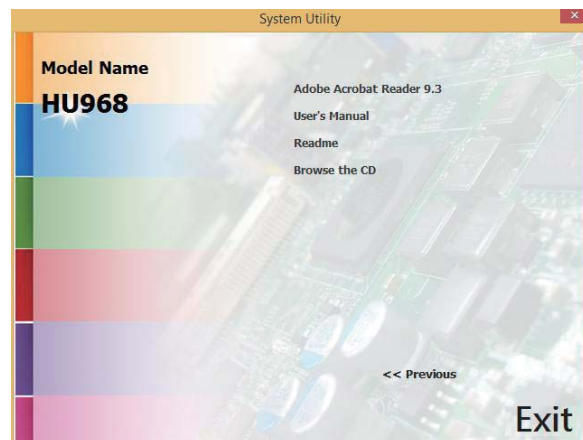 System Utility
Model Name
HU968
Adobe Acrobat Reader 9.3
User's Manual
Readme
Browse the CD
<< Previous
Exit